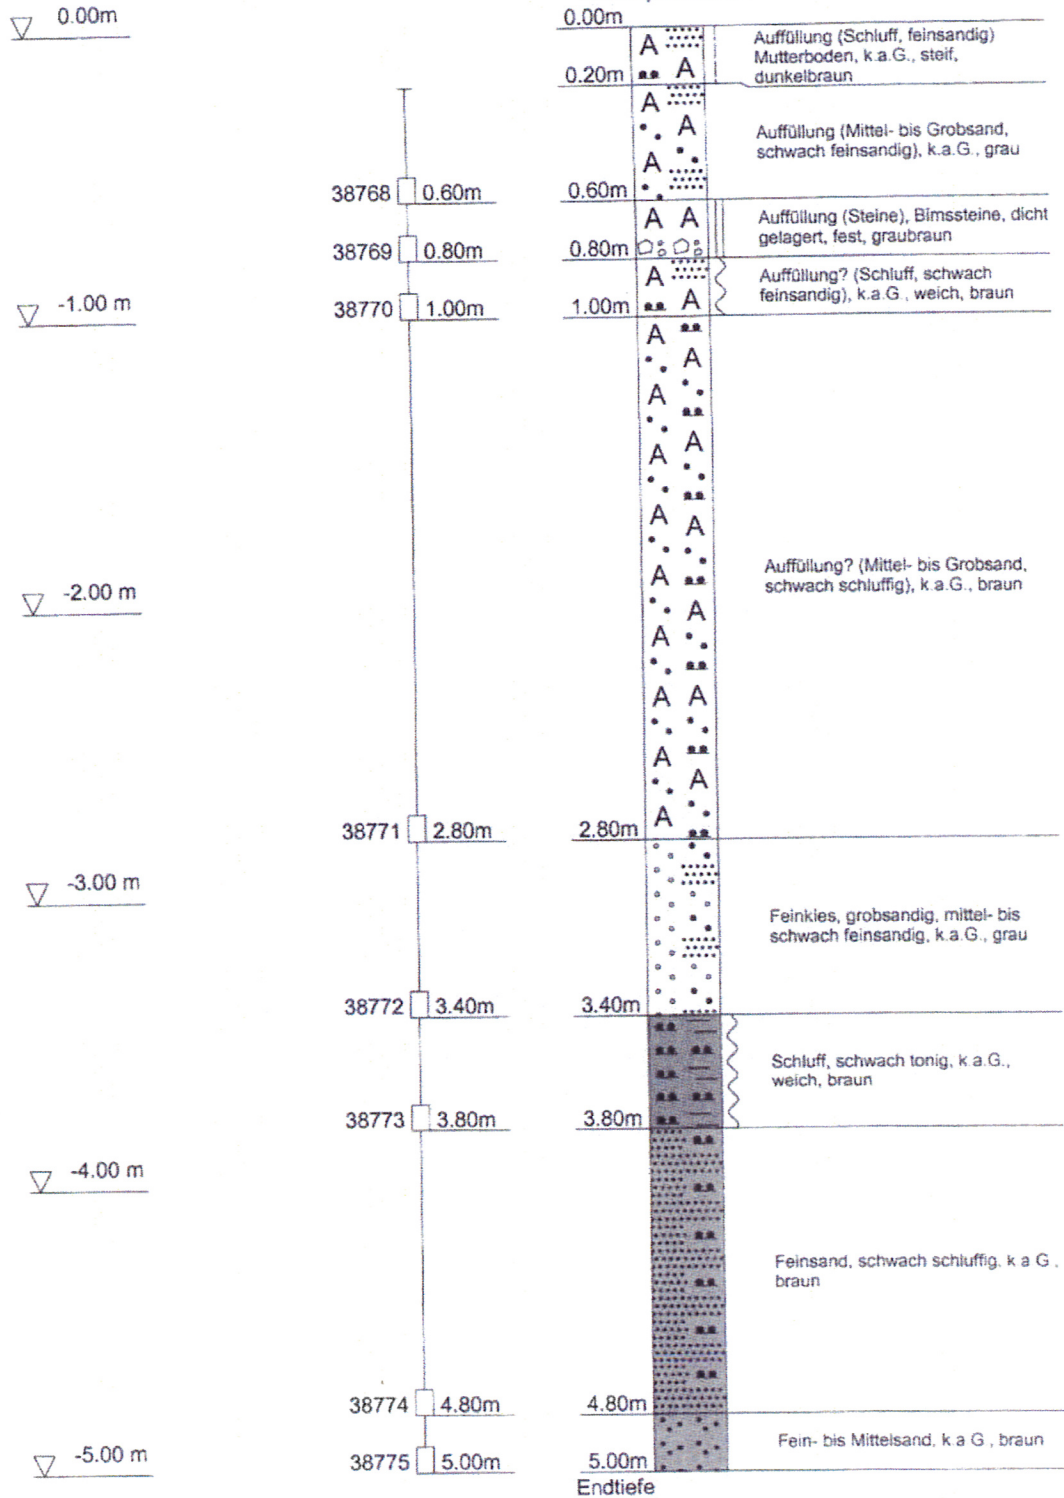 0.00m
0.00m
A
Auffüllung (Schluff, feinsandig)
Mutterboden, k.a.G., steif,
dunkelbraun
0.20m
A
A
A
A
Auffüllung (Mittel- bis Grobsand,
schwach feinsandig), k.a.G., grau
38768 0.60m
0.60m
A A
Auffüllung (Steine), Bimssteine, dicht
gelagert, fest, graubraun
38769 0.80m
0.80m
A
A
Auffüllung? (Schluff, schwach
feinsandig), k.a.G., weich, braun
-1.00 m
38770 1.00m
1.00m
A
A
A
A
A
A
A
A
Auffüllung? (Mittel- bis Grobsand,
schwach schluffig), k.a.G., braun
-2.00 m
A
A
A A
A
A
A
38771 2.80m
2.80m
-3.00 m
Feinkies, grobsandig, mittel- bis
schwach feinsandig, k.a.G., grau
38772 3.40m
3.40m
Schluff, schwach tonig, k.a.G.,
weich, braun
38773 3.80m
3.80m
-4.00 m
Feinsand, schwach schluffig. k a G .
braun
38774 4.80m
4.80m
Fein- bis Mittelsand, k.a G , braun
-5.00 m
38775 5.00m
5.00m
Endtiefe